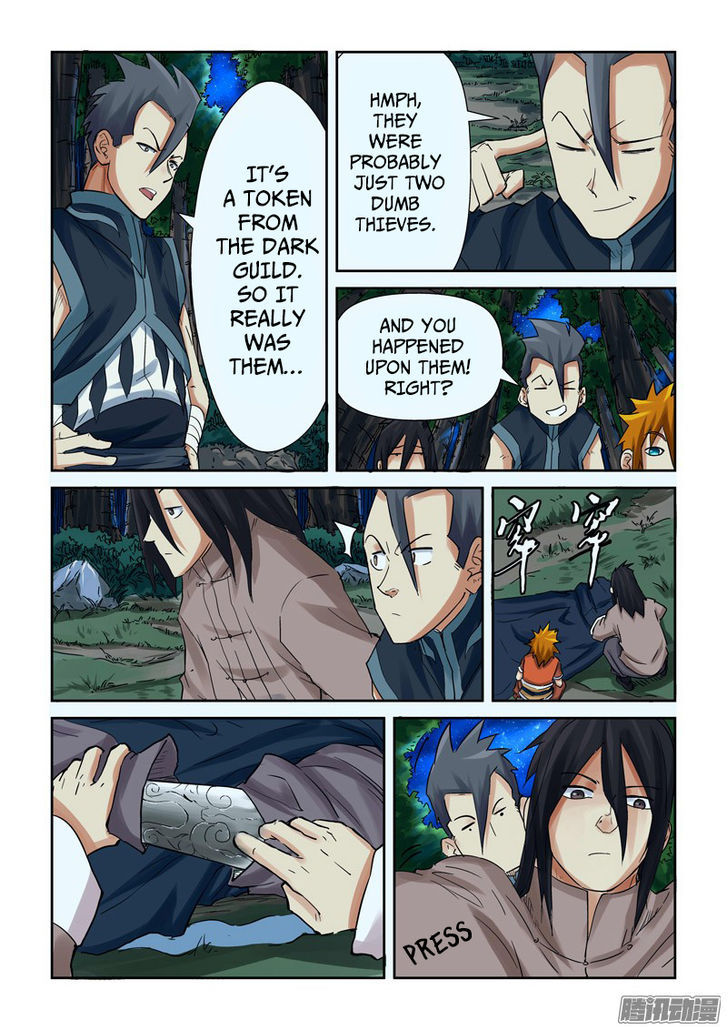 IT'S
A TOKEN
FROM
THE DARK
GUILD.
SO IT
REALLY
WAS
THEM...
HMPH,
THEY
WERE
PROBABLY
JUST TWO
DUMB
THIEVES.
AND YOU
HAPPENED
UPON THEM!
RIGHT?
窣
窣
PRESS
腾讯动漫